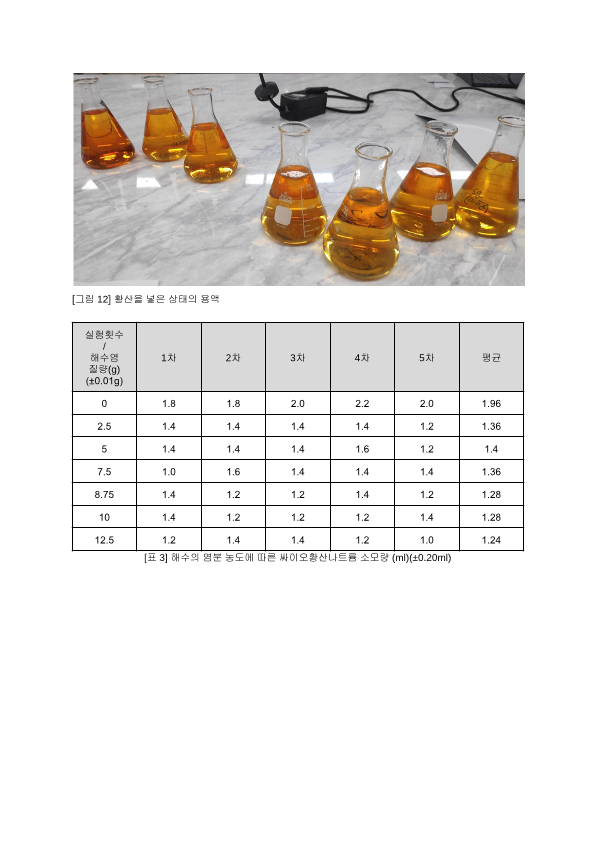 [그림 12] 황산을 넣은 상태의 용액
실험횟수
/
해수염
질량(g)
(±0.01g)
1차 2차 3차 4차 5차 평균
0 1.8 1.8 2.0 2.2 2.0 1.96
2.5 1.4 1.4 1.4 1.4 1.2 1.36
5 1.4 1.4 1.4 1.6 1.2 1.4
7.5 1.0 1.6 1.4 1.4 1.4 1.36
8.75 1.4 1.2 1.2 1.4 1.2 1.28
10 1.4 1.2 1.2 1.2 1.4 1.28
12.5 1.2 1.4 1.4 1.2 1.0 1.24
[표 3] 해수의 염분 농도에 따른 싸이오황산나트륨 소모량 (ml)(±0.20ml)